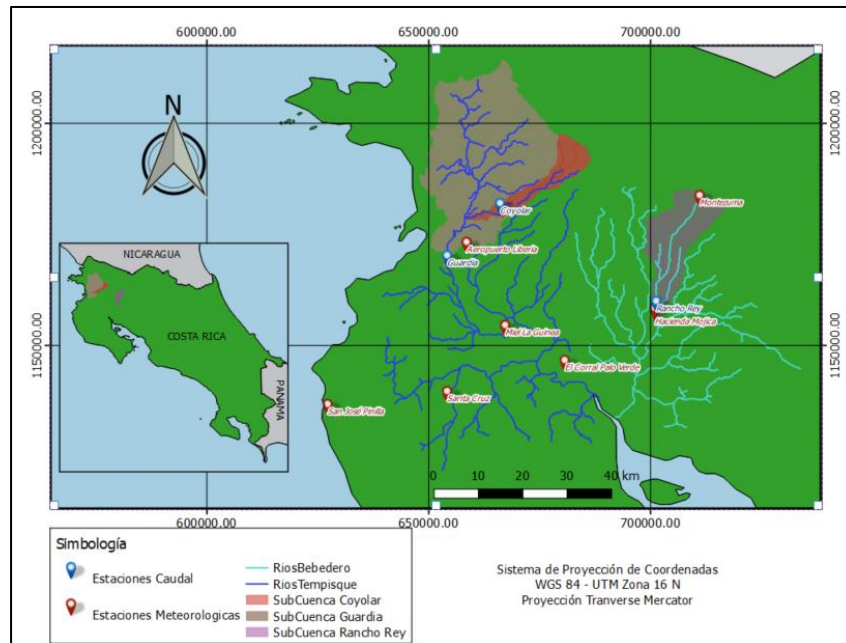 600000.00
650000.00
700000.00
N
1200000.00
1200000.00
Montezuma
Coyolar
Aeropuerto Liberia
Guardia
NICARAGUA
COSTA RICA
PANAMA
Rancho Rey
Hacienda Mojica
Miel La Guinea
El Corral Palo Verde
1150000.00
1150000.00
Santa Cruz
San José Pinilla
0 10 20 30 40 km
600000.00
650000.00
700000.00
Simbología
Estaciones Caudal
Estaciones Meteorologicas
RiosBebedero
RiosTempisque
SubCuenca Coyolar
SubCuenca Guardia
SubCuenca Rancho Rey
Sistema de Proyección de Coordenadas
WGS 84 - UTM Zona 16 N
Proyección Tranverse Mercator